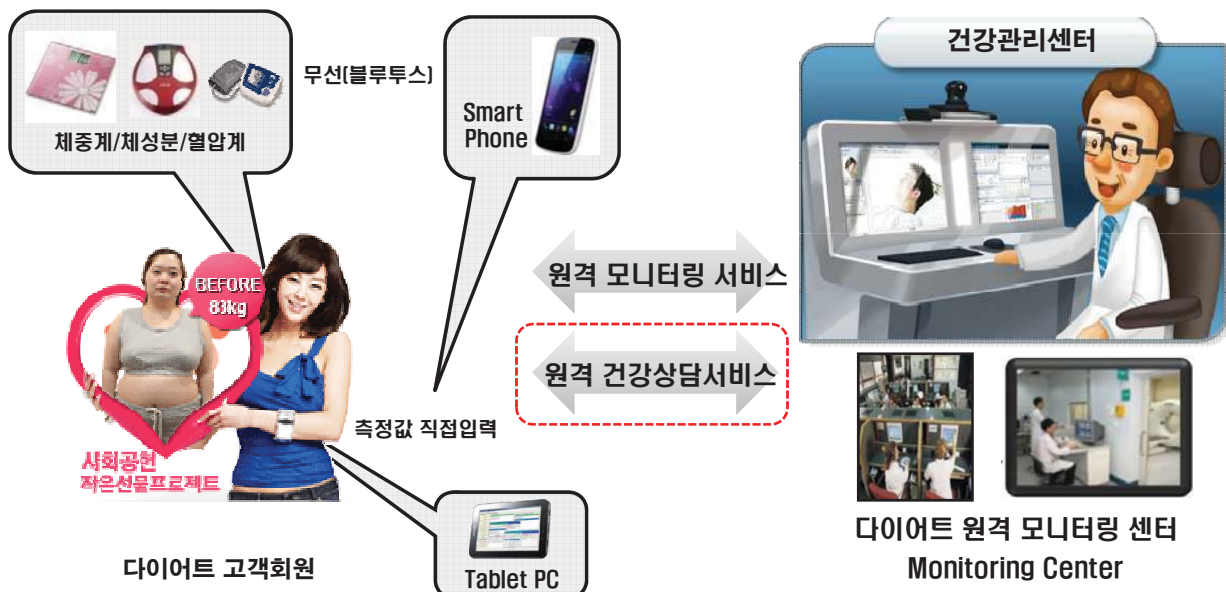 체중계/체성분/혈압계
무선(블루투스)
Smart
Phone
건강관리센터
BEFORE
83kg
사회공헌
작은선물프로젝트
측정값 직접입력
Tablet PC
다이어트 고객회원
원격 모니터링 서비스
원격 건강상담서비스
다이어트 원격 모니터링 센터
Monitoring Center